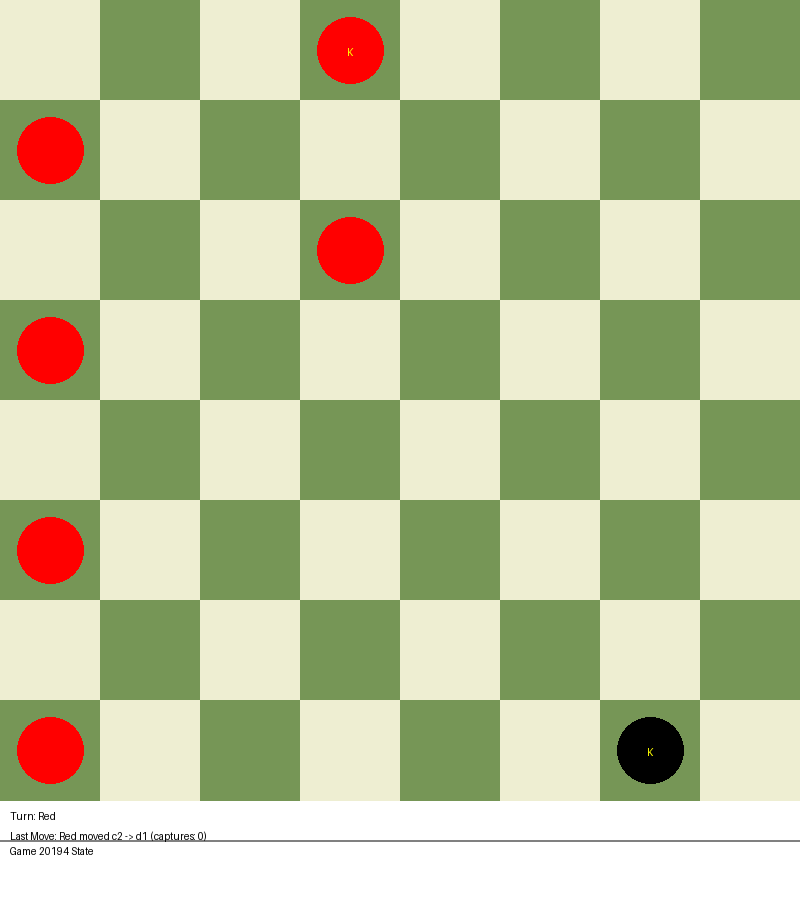 K
K
Turn: Red
Last Move: Red moved c2 -> d1 (captures: 0)
Game 20194 State